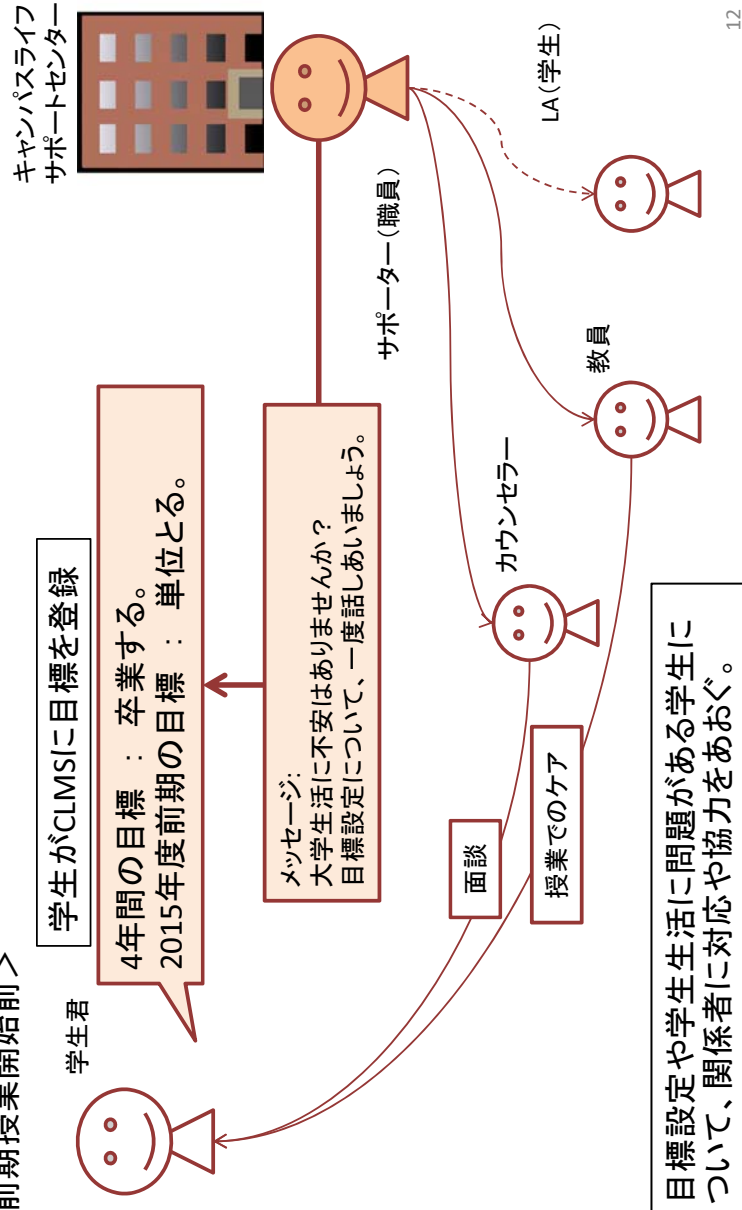 前期授業開始前＞
学生君
学生がCLMSに目標を登録
4年間の目標 ： 卒業する。
2015年度前期の目標 ： 単位とる。
キャンパスライフ
サポートセンター
メッセージ:
大学生活に不安はありませんか？
目標設定について、一度話しあいましょう。
サポーター（職員）
カウンセラー
教員
LA（学生）
面談
授業でのケア
目標設定や学生生活に問題がある学生に
ついて、関係者に対応や協力をあおぐ。
12